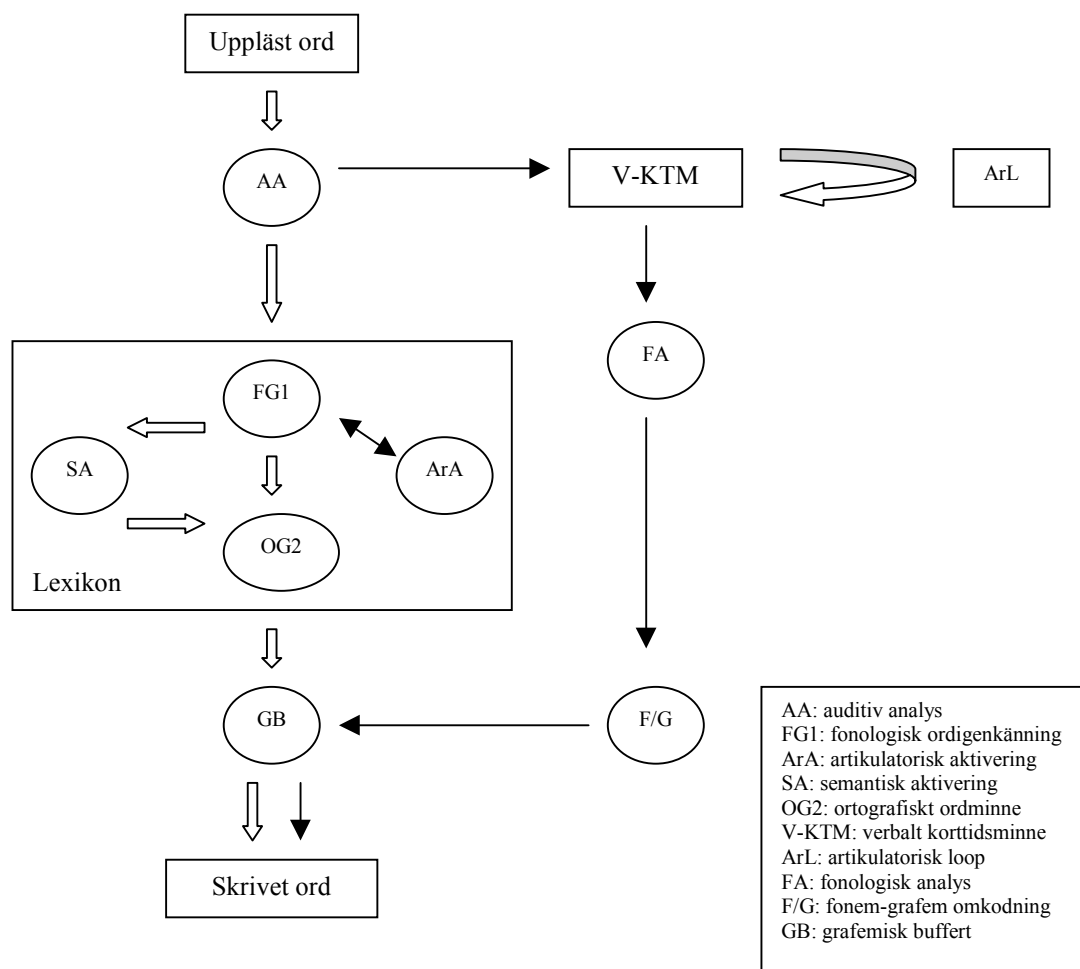 Uppläst ord
AA
V-KTM
ArL
FA
FG1
SA
ArA
OG2
Lexikon
GB
F/G
Skrivet ord
AA: auditiv analys
FG1: fonologisk ordigenkänning
ArA: artikulatorisk aktivering
SA: semantisk aktivering
OG2: ortografiskt ordminne
V-KTM: verbalt korttidsminne
ArL: artikulatorisk loop
FA: fonologisk analys
F/G: fonem-grafem omkodning
GB: grafemisk buffert